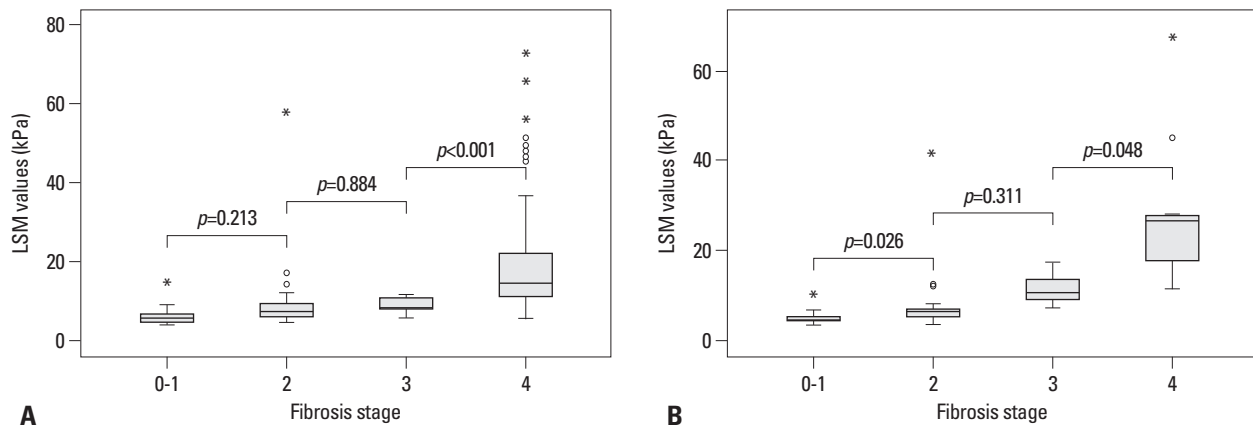 80
60
40
20
0
LSM values (kPa)
p=0.213
p=0.884
p<0.001
0-1 2 3 4
Fibrosis stage
A
60
40
20
0
LSM values (kPa)
p=0.026
p=0.311
p=0.048
0-1 2 3 4
Fibrosis stage
B